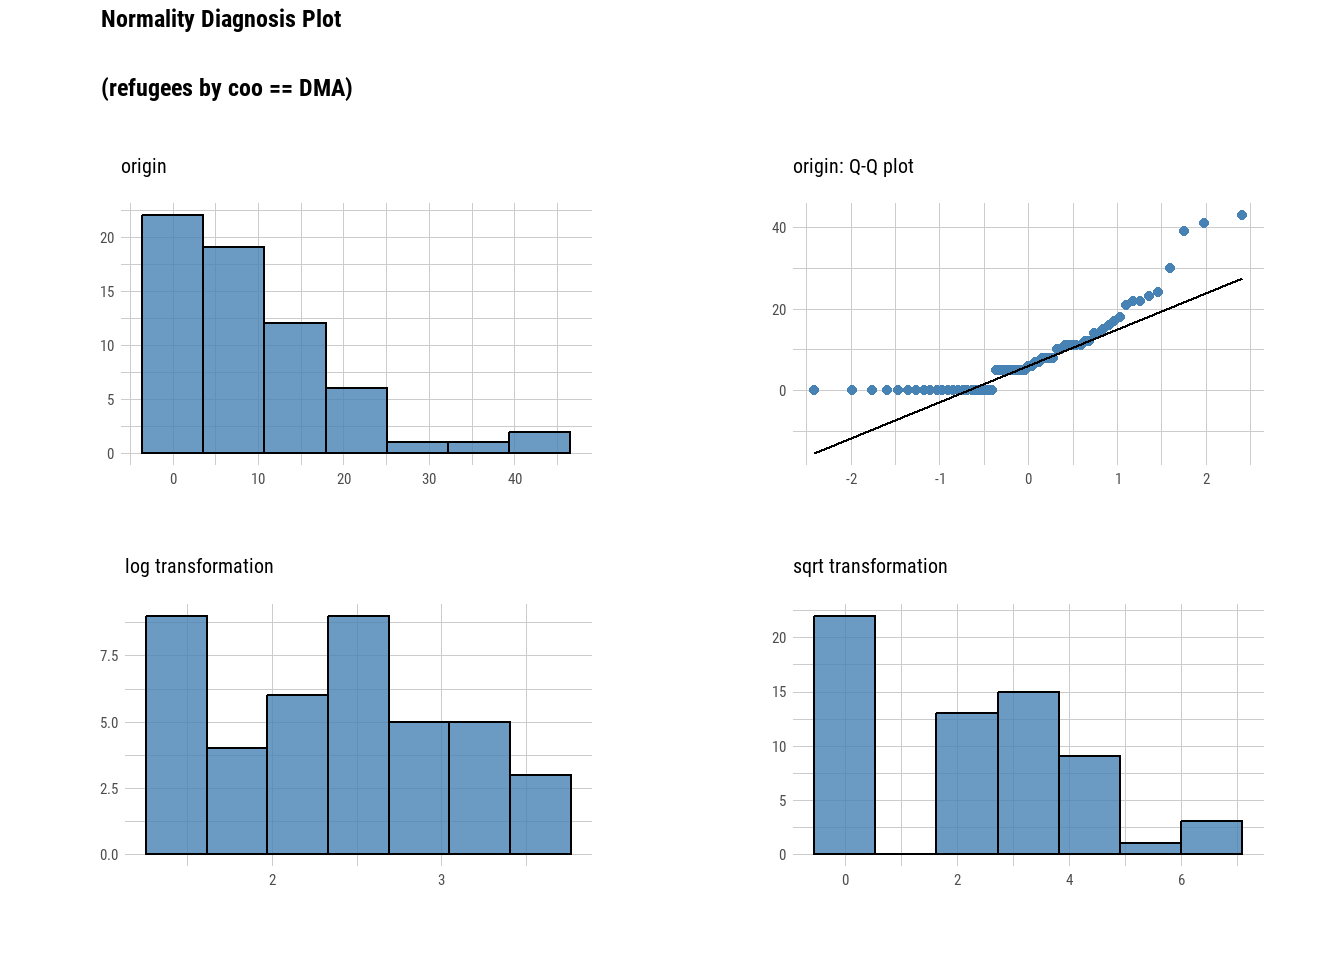 Normality Diagnosis Plot
(refugees by coo == DMA)
origin
20
15
10
5
0
0 10 20 30 40
origin: Q-Q plot
40
20
0
-2 -1 0 1 2
log transformation
7.5
5.0
2.5
0.0
2 3
sqrt transformation
20
15
10
5
0
0 2 4 6